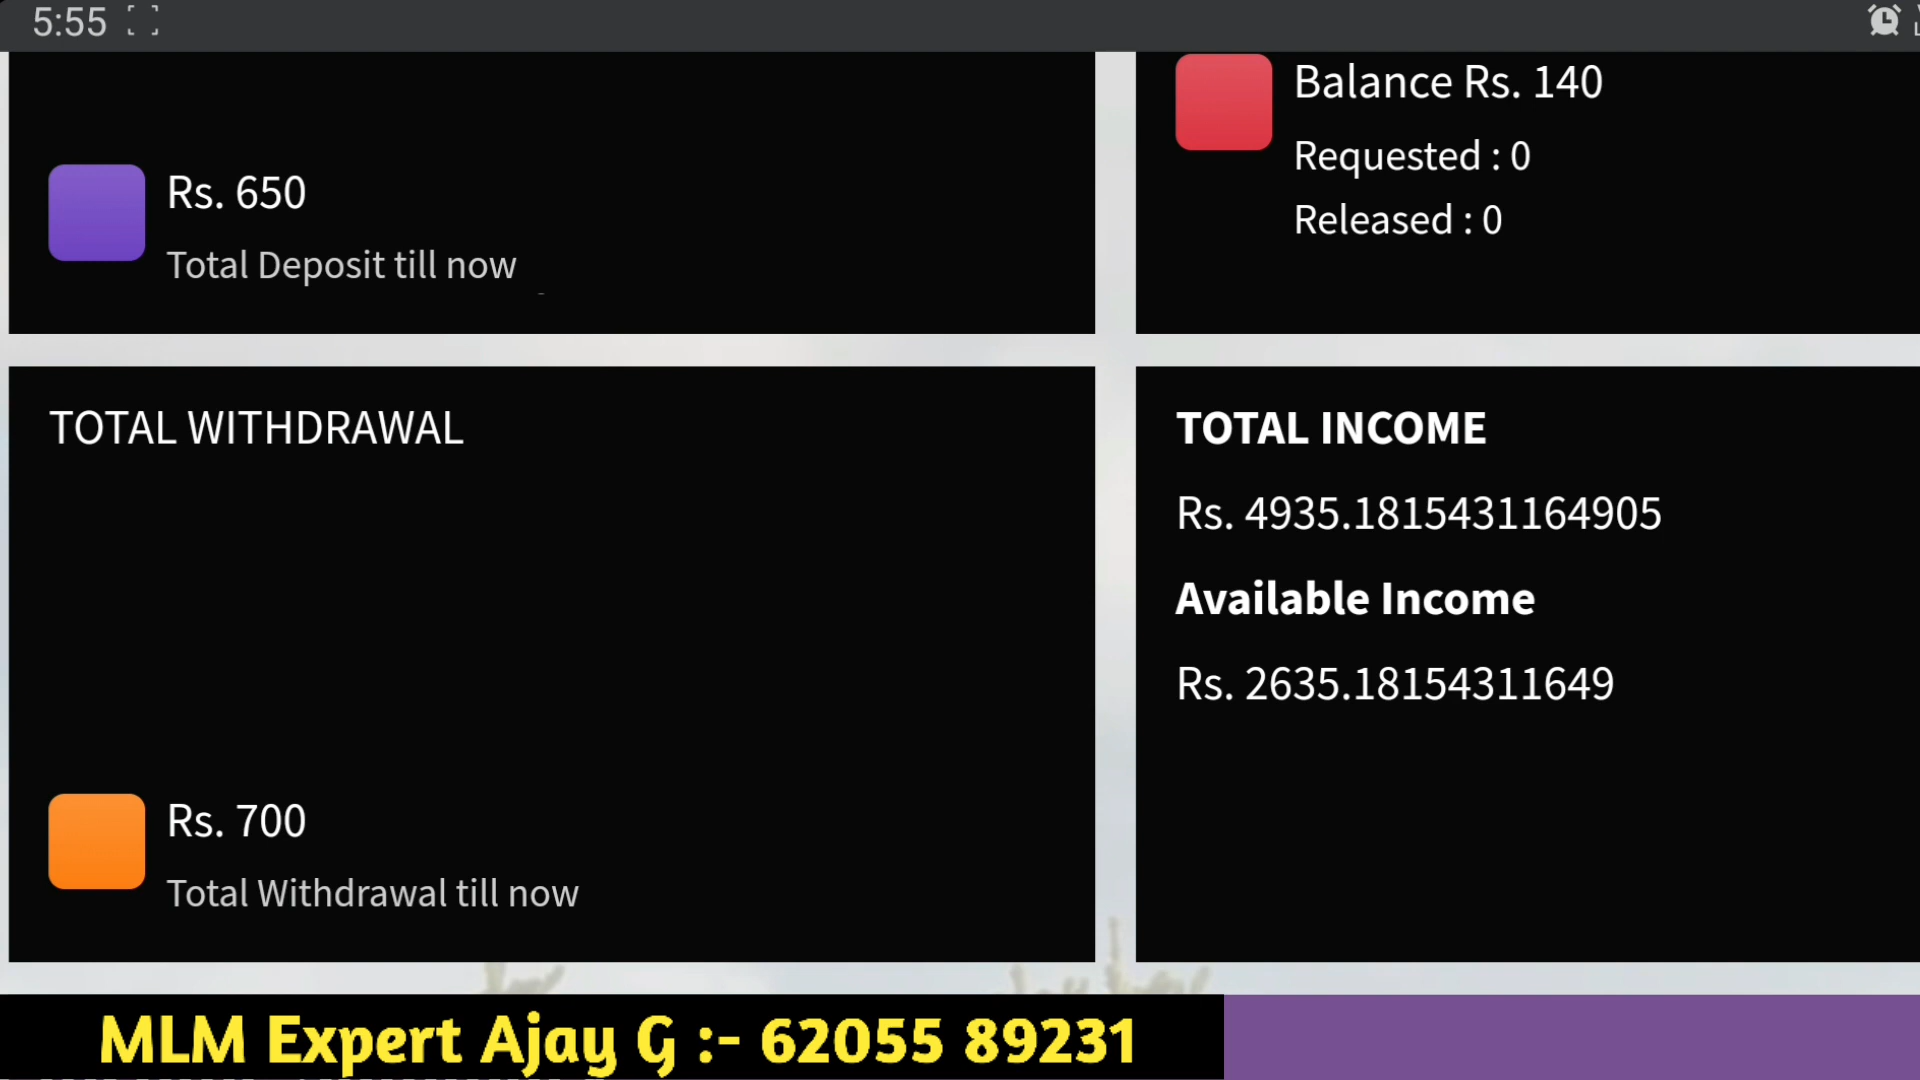 5:55
Balance Rs. 140
Requested : 0
Released : 0
Rs. 650
Total Deposit till now
TOTAL WITHDRAWAL
Rs. 700
Total Withdrawal till now
TOTAL INCOME
Rs. 4935.1815431164905
Available Income
Rs. 2635.18154311649
MLM Expert Ajay G :- 62055 89231